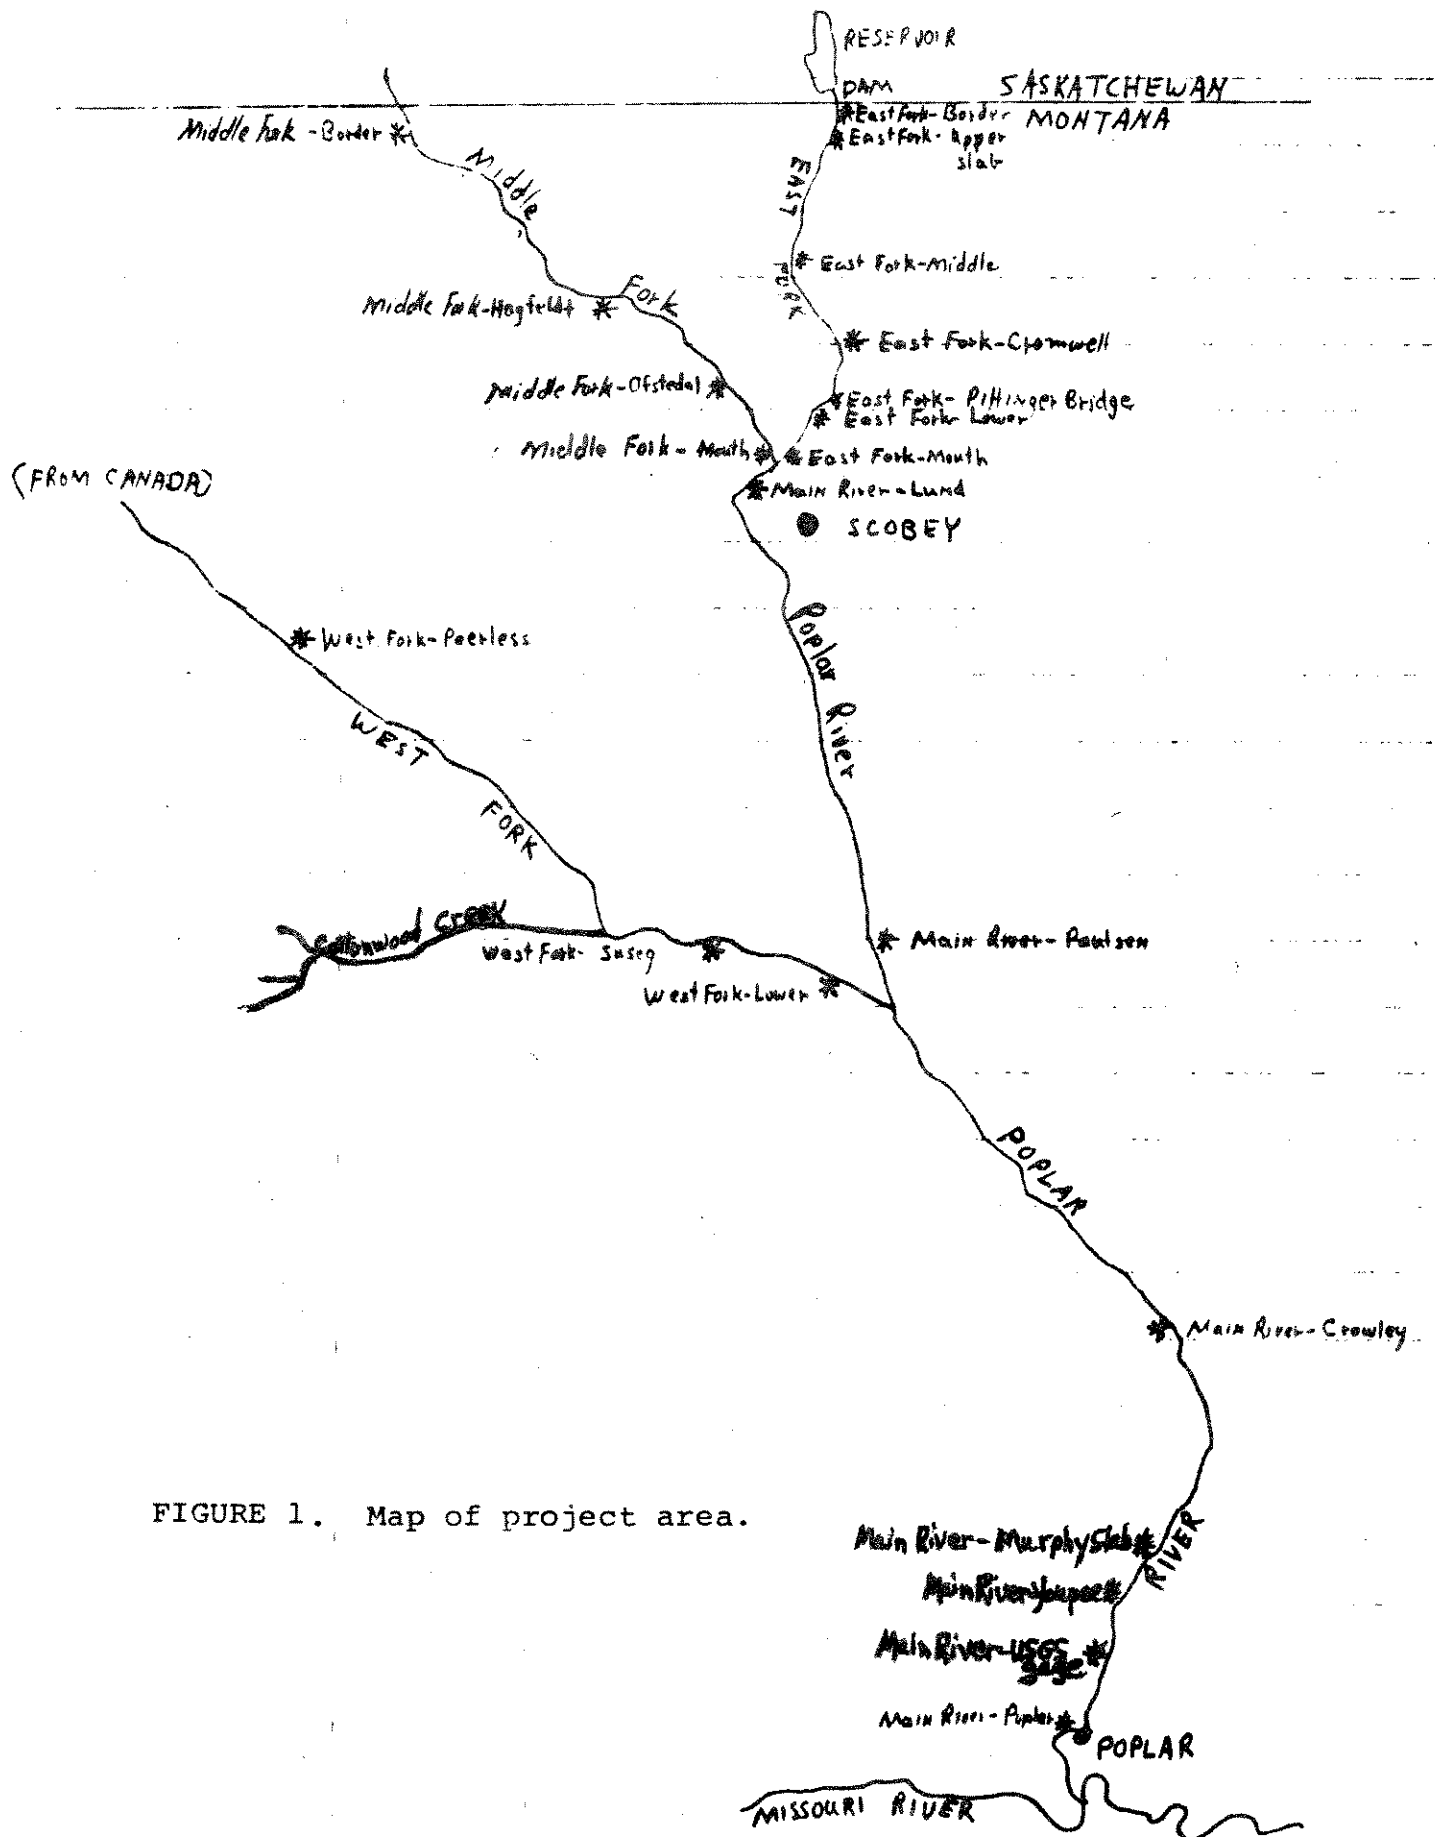 RESERVOIR
DAM
SASKATCHEWAN
East Fork-Border
MONTANA
Middle Fork-Border
East Fork-Upper
slab
Middle
EAST
East Fork-Middle
FORK
Fork
Middle Fork-Hagfeldt
East Fork-Cromwell
Middle Fork-Ofstedal
East Fork- Bridge
East Fork-Lower
Middle Fork-Mouth
East Fork-Mouth
(FROM CANADA)
Main River-Lund
SCOBEY
Poplar River
West Fork-Peerless
WEST
FORK
Cottonwood CREEK
West Fork-Susag
Main River-Paulsen
West Fork-Lower
POPLAR
Main River-Crowley
FIGURE 1. Map of project area.
Main River-Murphy Slab
RIVER
Main River-
Main River-USGS
gage
Main River-Poplar
POPLAR
MISSOURI RIVER